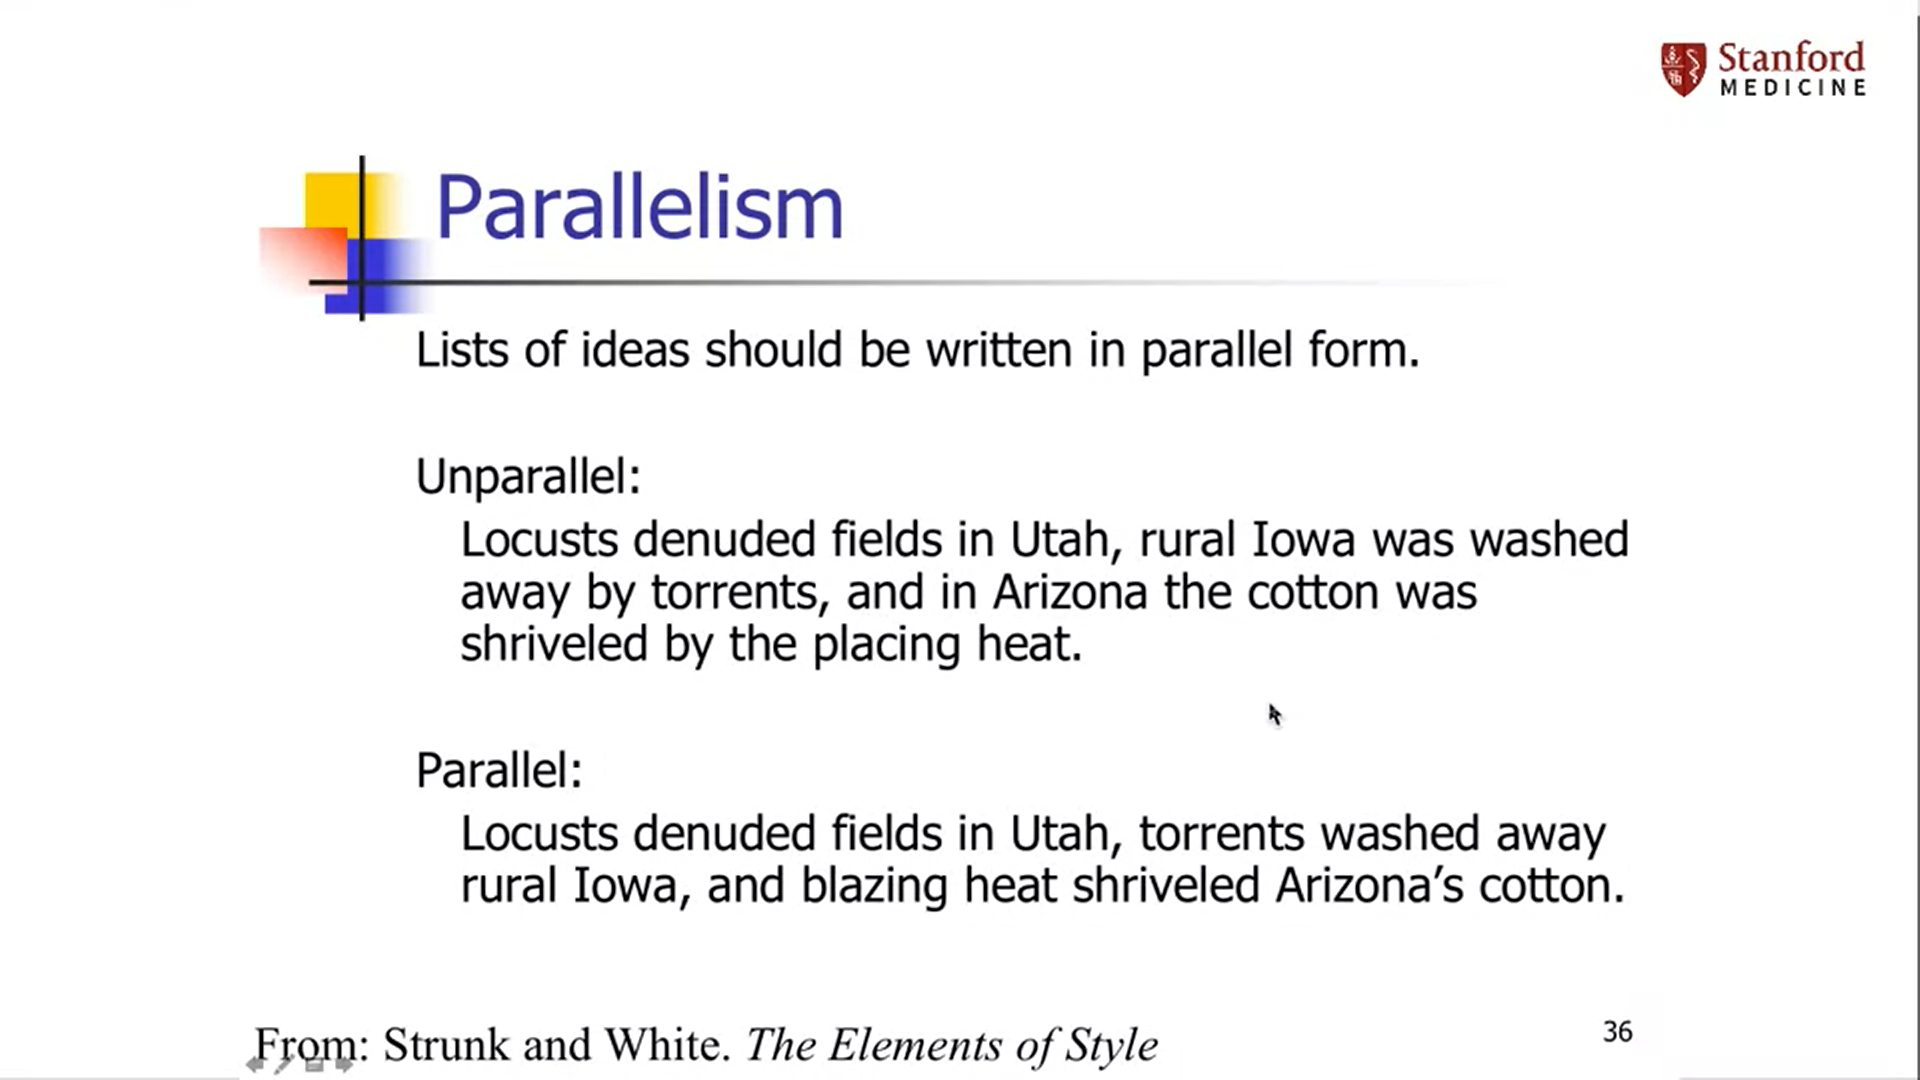 Stanford
MEDICINE
Parallelism
Lists of ideas should be written in parallel form.
Unparallel:
Locusts denuded fields in Utah, rural Iowa was washed
away by torrents, and in Arizona the cotton was
shriveled by the placing heat.
Parallel:
Locusts denuded fields in Utah, torrents washed away
rural Iowa, and blazing heat shriveled Arizona’s cotton.
From: Strunk and White. The Elements of Style
36